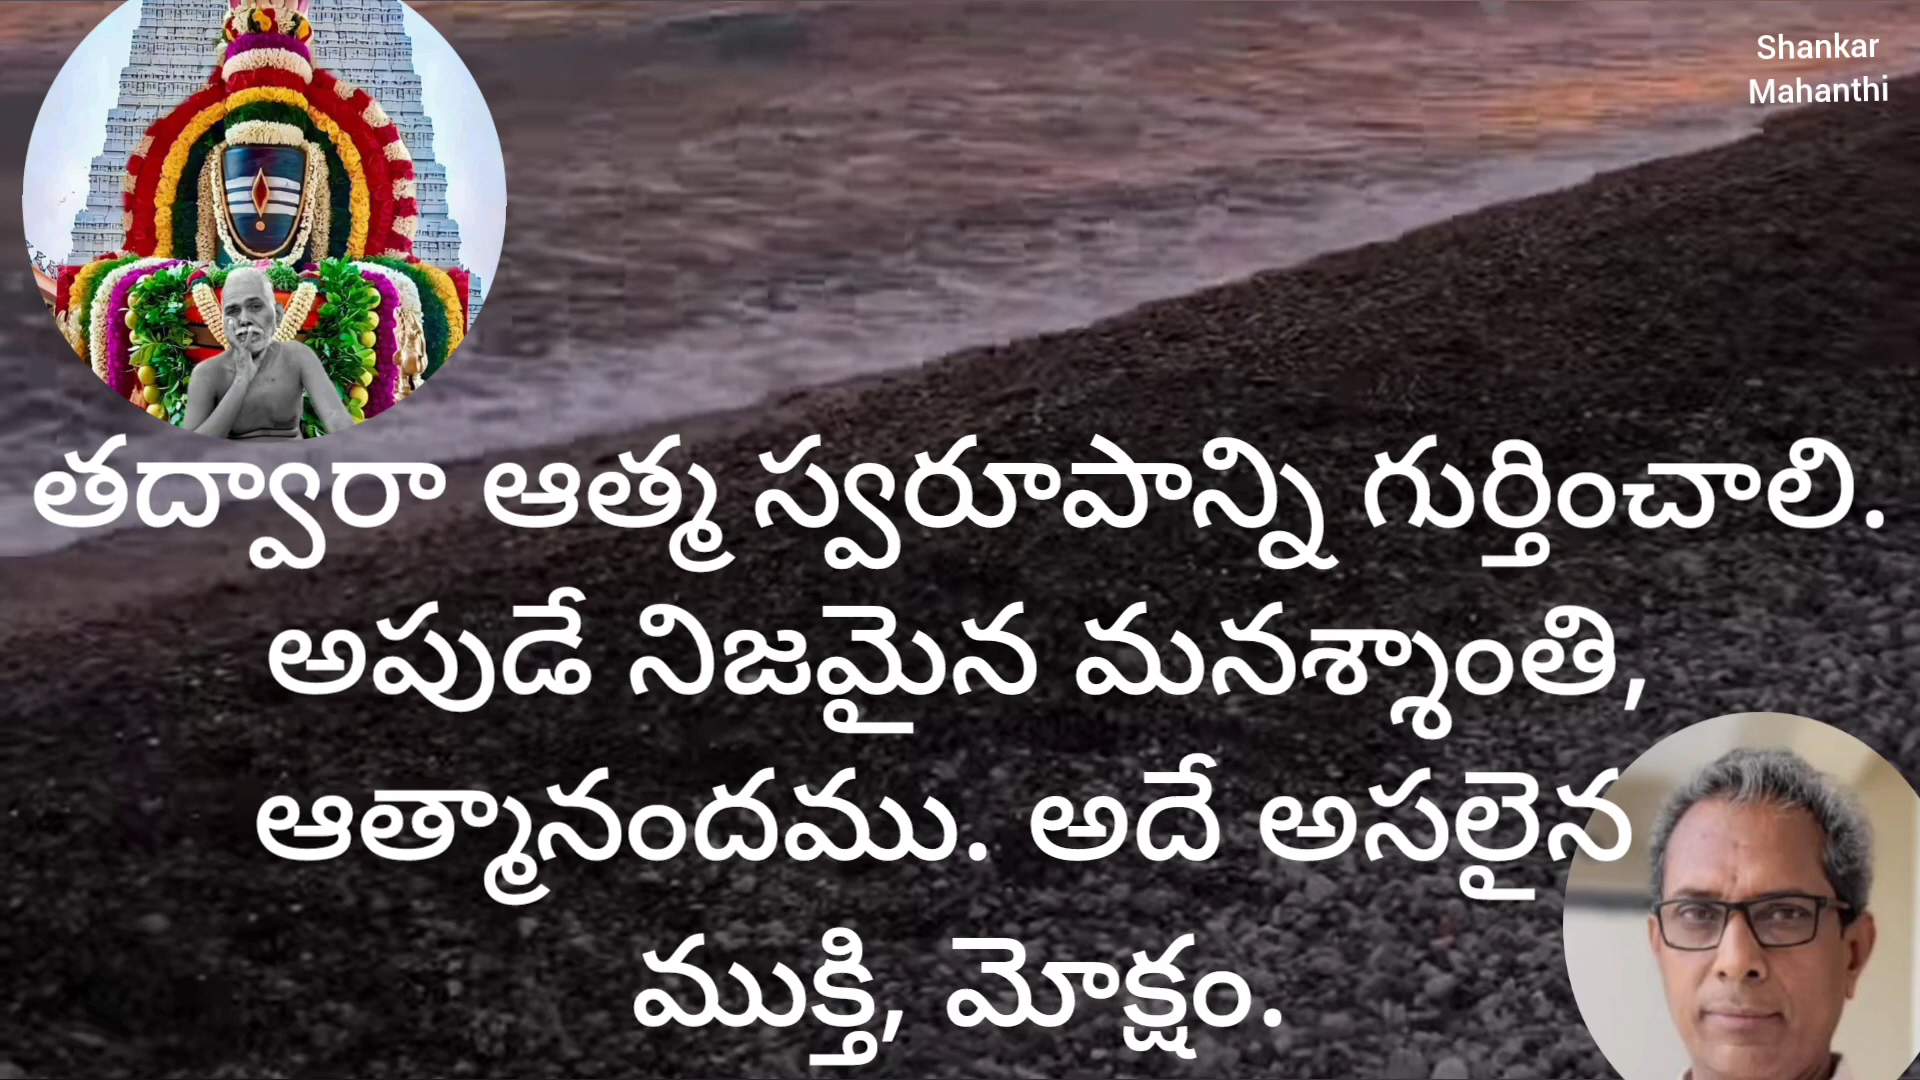 Shankar
Mahanthi
తద్వారా ఆత్మ స్వరూపాన్ని గుర్తించాలి.
అపుడే నిజమైన మనశ్శాంతి,
ఆత్మానందము. అదే అసలైన
ముక్తి, మోక్షం.